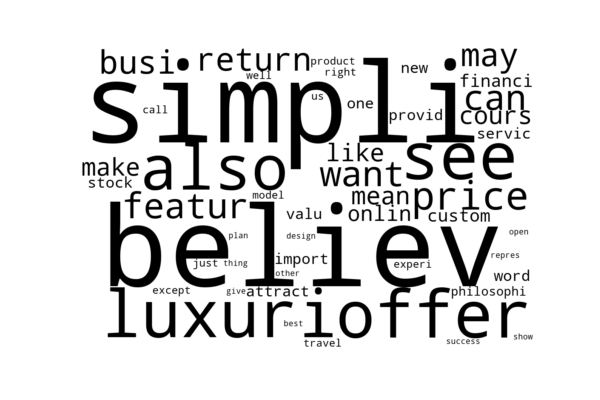 busi return product may
well right new financi
simpli
call us one provid can cours
servic
make also like see
stock want
model mean price
featur valu onlin custom
believ
plan design open
just thing import experi repres
other word
except give attract philosophi
luxuri offer
best
travel success show